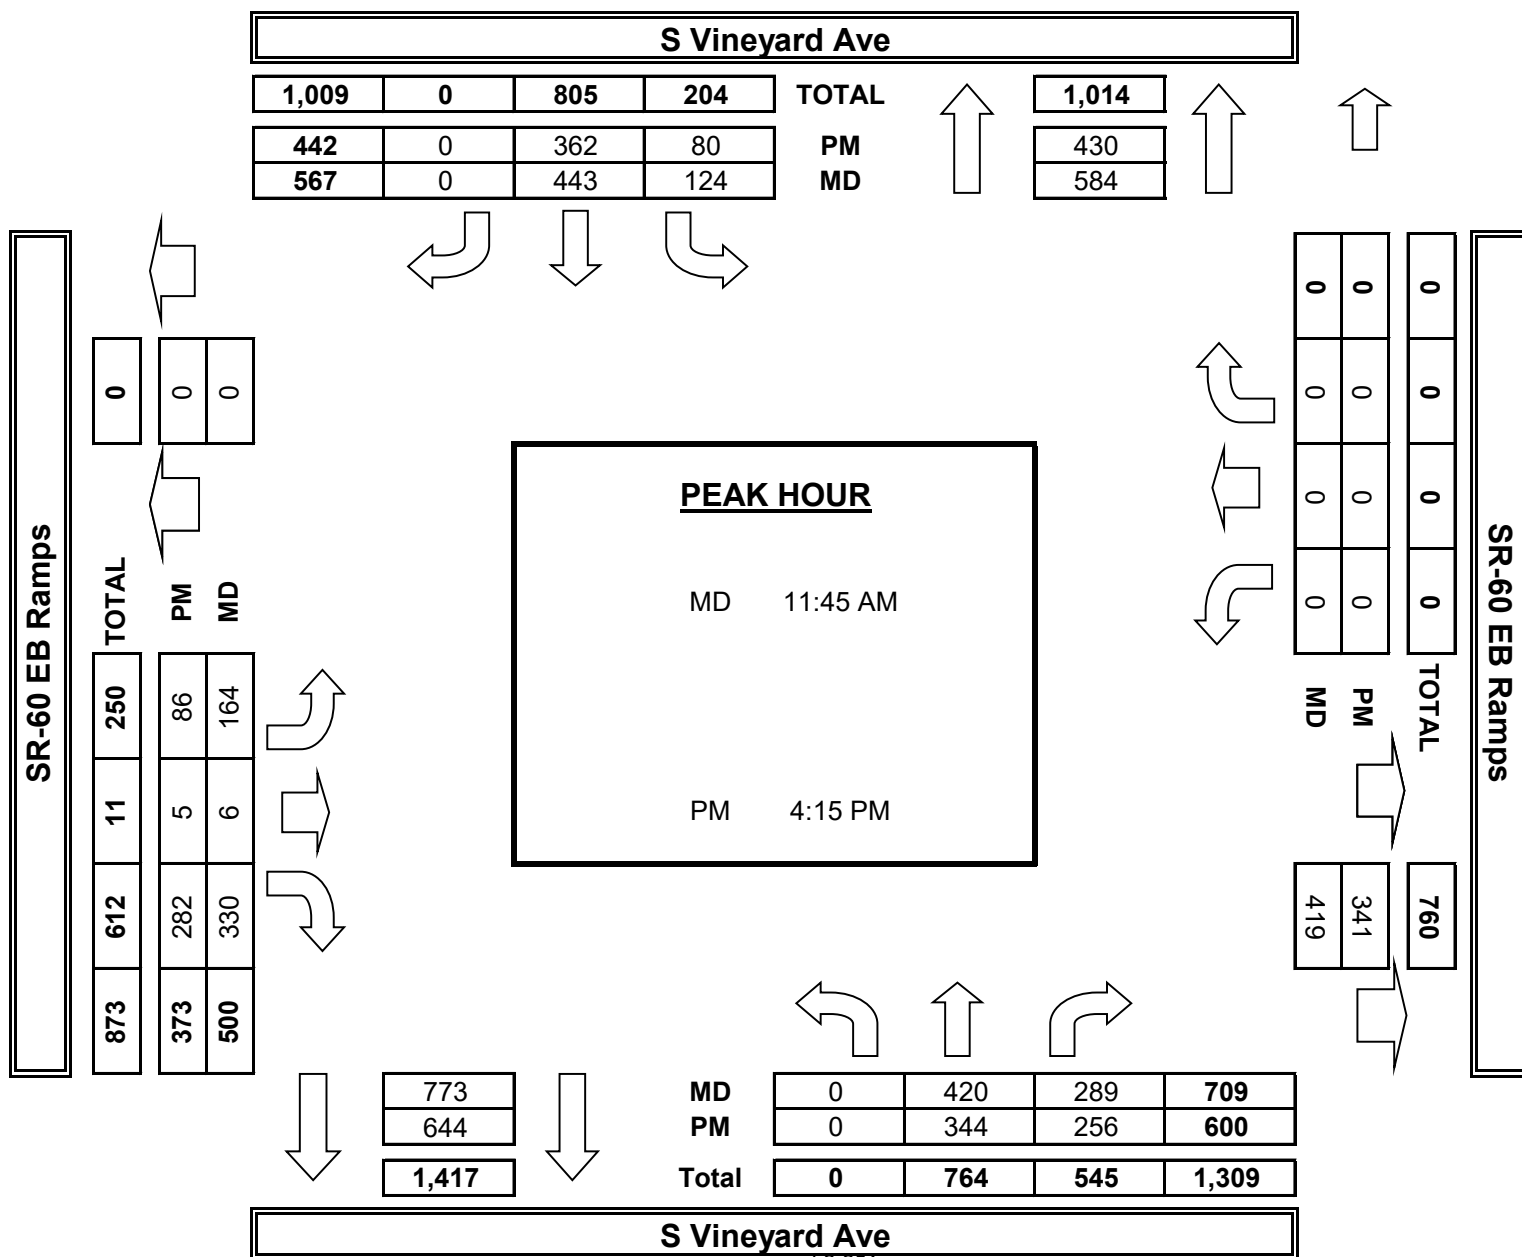 S Vineyard Ave
1,009 0 805 204 TOTAL 1,014
442 0 362 80 PM 430
567 0 443 124 MD 584
SR-60 EB Ramps
0 0 0
TOTAL PM MD
250 86 164
11 5 6
612 282 330
873 373 500
PEAK HOUR
MD 11:45 AM
PM 4:15 PM
0 0 0
0 0 0
0 0 0
0 0 0
MD PM TOTAL
419 341 760
SR-60 EB Ramps
773 MD 0 420 289 709
644 PM 0 344 256 600
1,417 Total 0 764 545 1,309
S Vineyard Ave